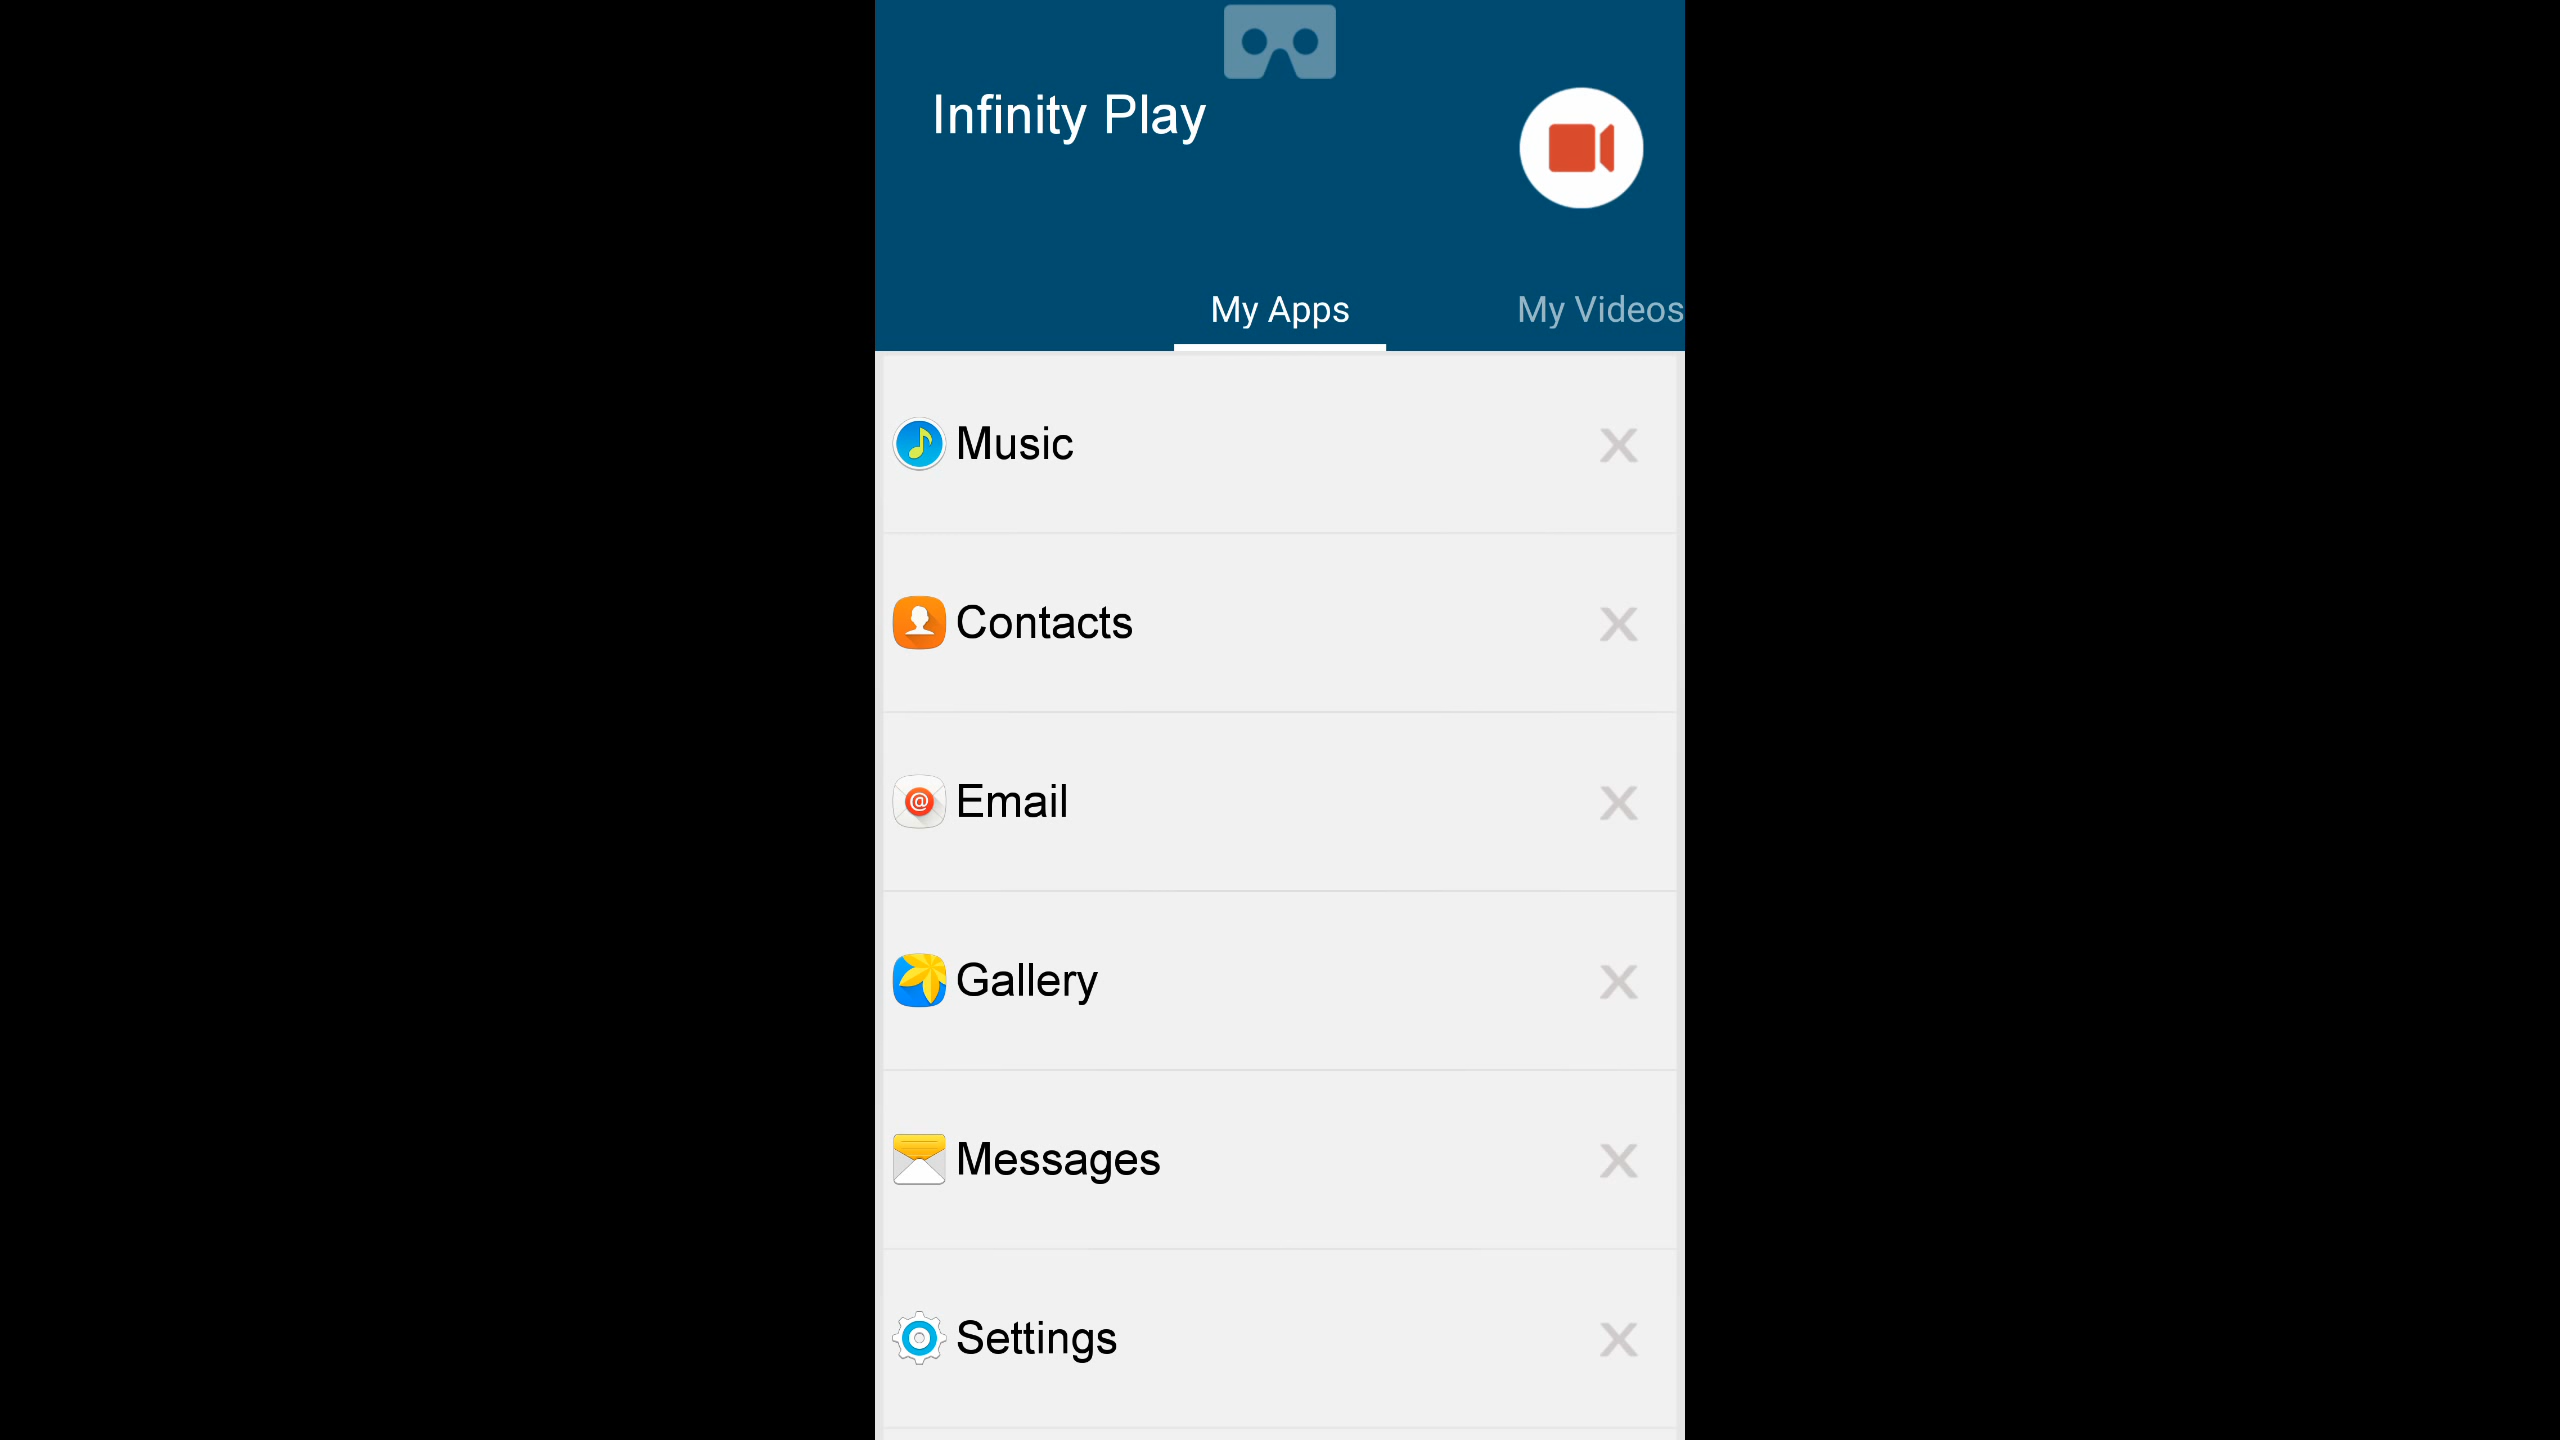 Infinity Play
My Apps
My Videos
Music
Contacts
Email
Gallery
Messages
Settings